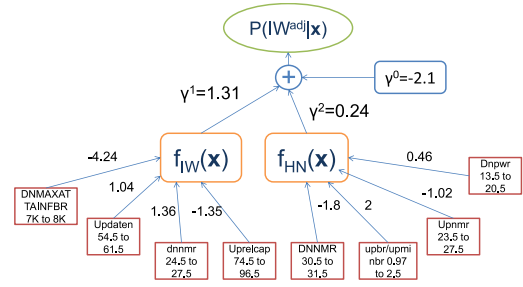 P(IW^adj|x)
+
γ⁰=-2.1
γ¹=1.31
γ²=0.24
f_IW(x)
f_HN(x)
-4.24
1.04
1.36
-1.35
-1.8
2
-1.02
0.46
DNMAXAT
TAINFBR
7K to 8K
Updaten
54.5 to
61.5
dnnmr
24.5 to
27.5
Uprelcap
74.5 to
96.5
DNNMR
30.5 to
31.5
upbr/upmi
nbr 0.97
to 2.5
Upnmr
23.5 to
27.5
Dnpwr
13.5 to
20.5